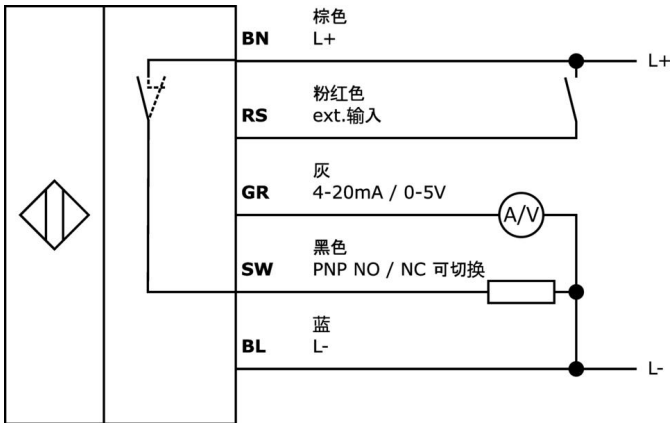 棕色
BN L+
L+
粉红色
RS ext.输入
灰
GR 4-20mA / 0-5V
A/V
黑色
SW PNP NO / NC 可切换
蓝
BL L-
L-